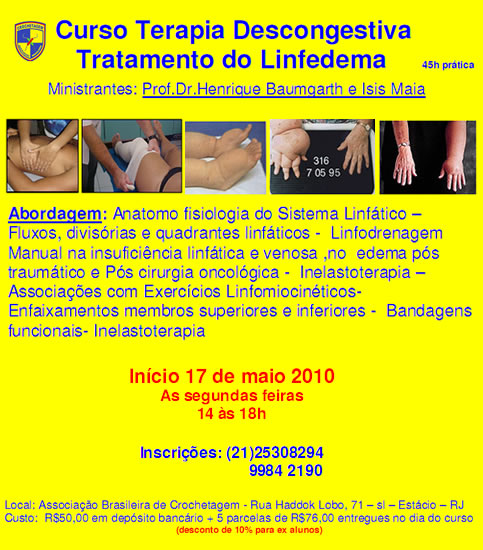 CROCHETAGEM
Curso Terapia Descongestiva
Tratamento do Linfedema 45h prática
Ministrantes: Prof.Dr.Henrique Baumgarth e Isis Maia
316
7 05 95
Abordagem: Anatomo fisiologia do Sistema Linfático –
Fluxos, divisórias e quadrantes linfáticos - Linfodrenagem
Manual na insuficiência linfática e venosa ,no edema pós
traumático e Pós cirurgia oncológica - Inelastoterapia –
Associações com Exercícios Linfomiocinéticos-
Enfaixamentos membros superiores e inferiores - Bandagens
funcionais- Inelastoterapia
Início 17 de maio 2010
As segundas feiras
14 às 18h
Inscrições: (21)25308294
9984 2190
Local: Associação Brasileira de Crochetagem - Rua Haddok Lobo, 71 – sl – Estácio – RJ
Custo: R$50,00 em depósito bancário + 5 parcelas de R$76,00 entregues no dia do curso
(desconto de 10% para ex alunos)